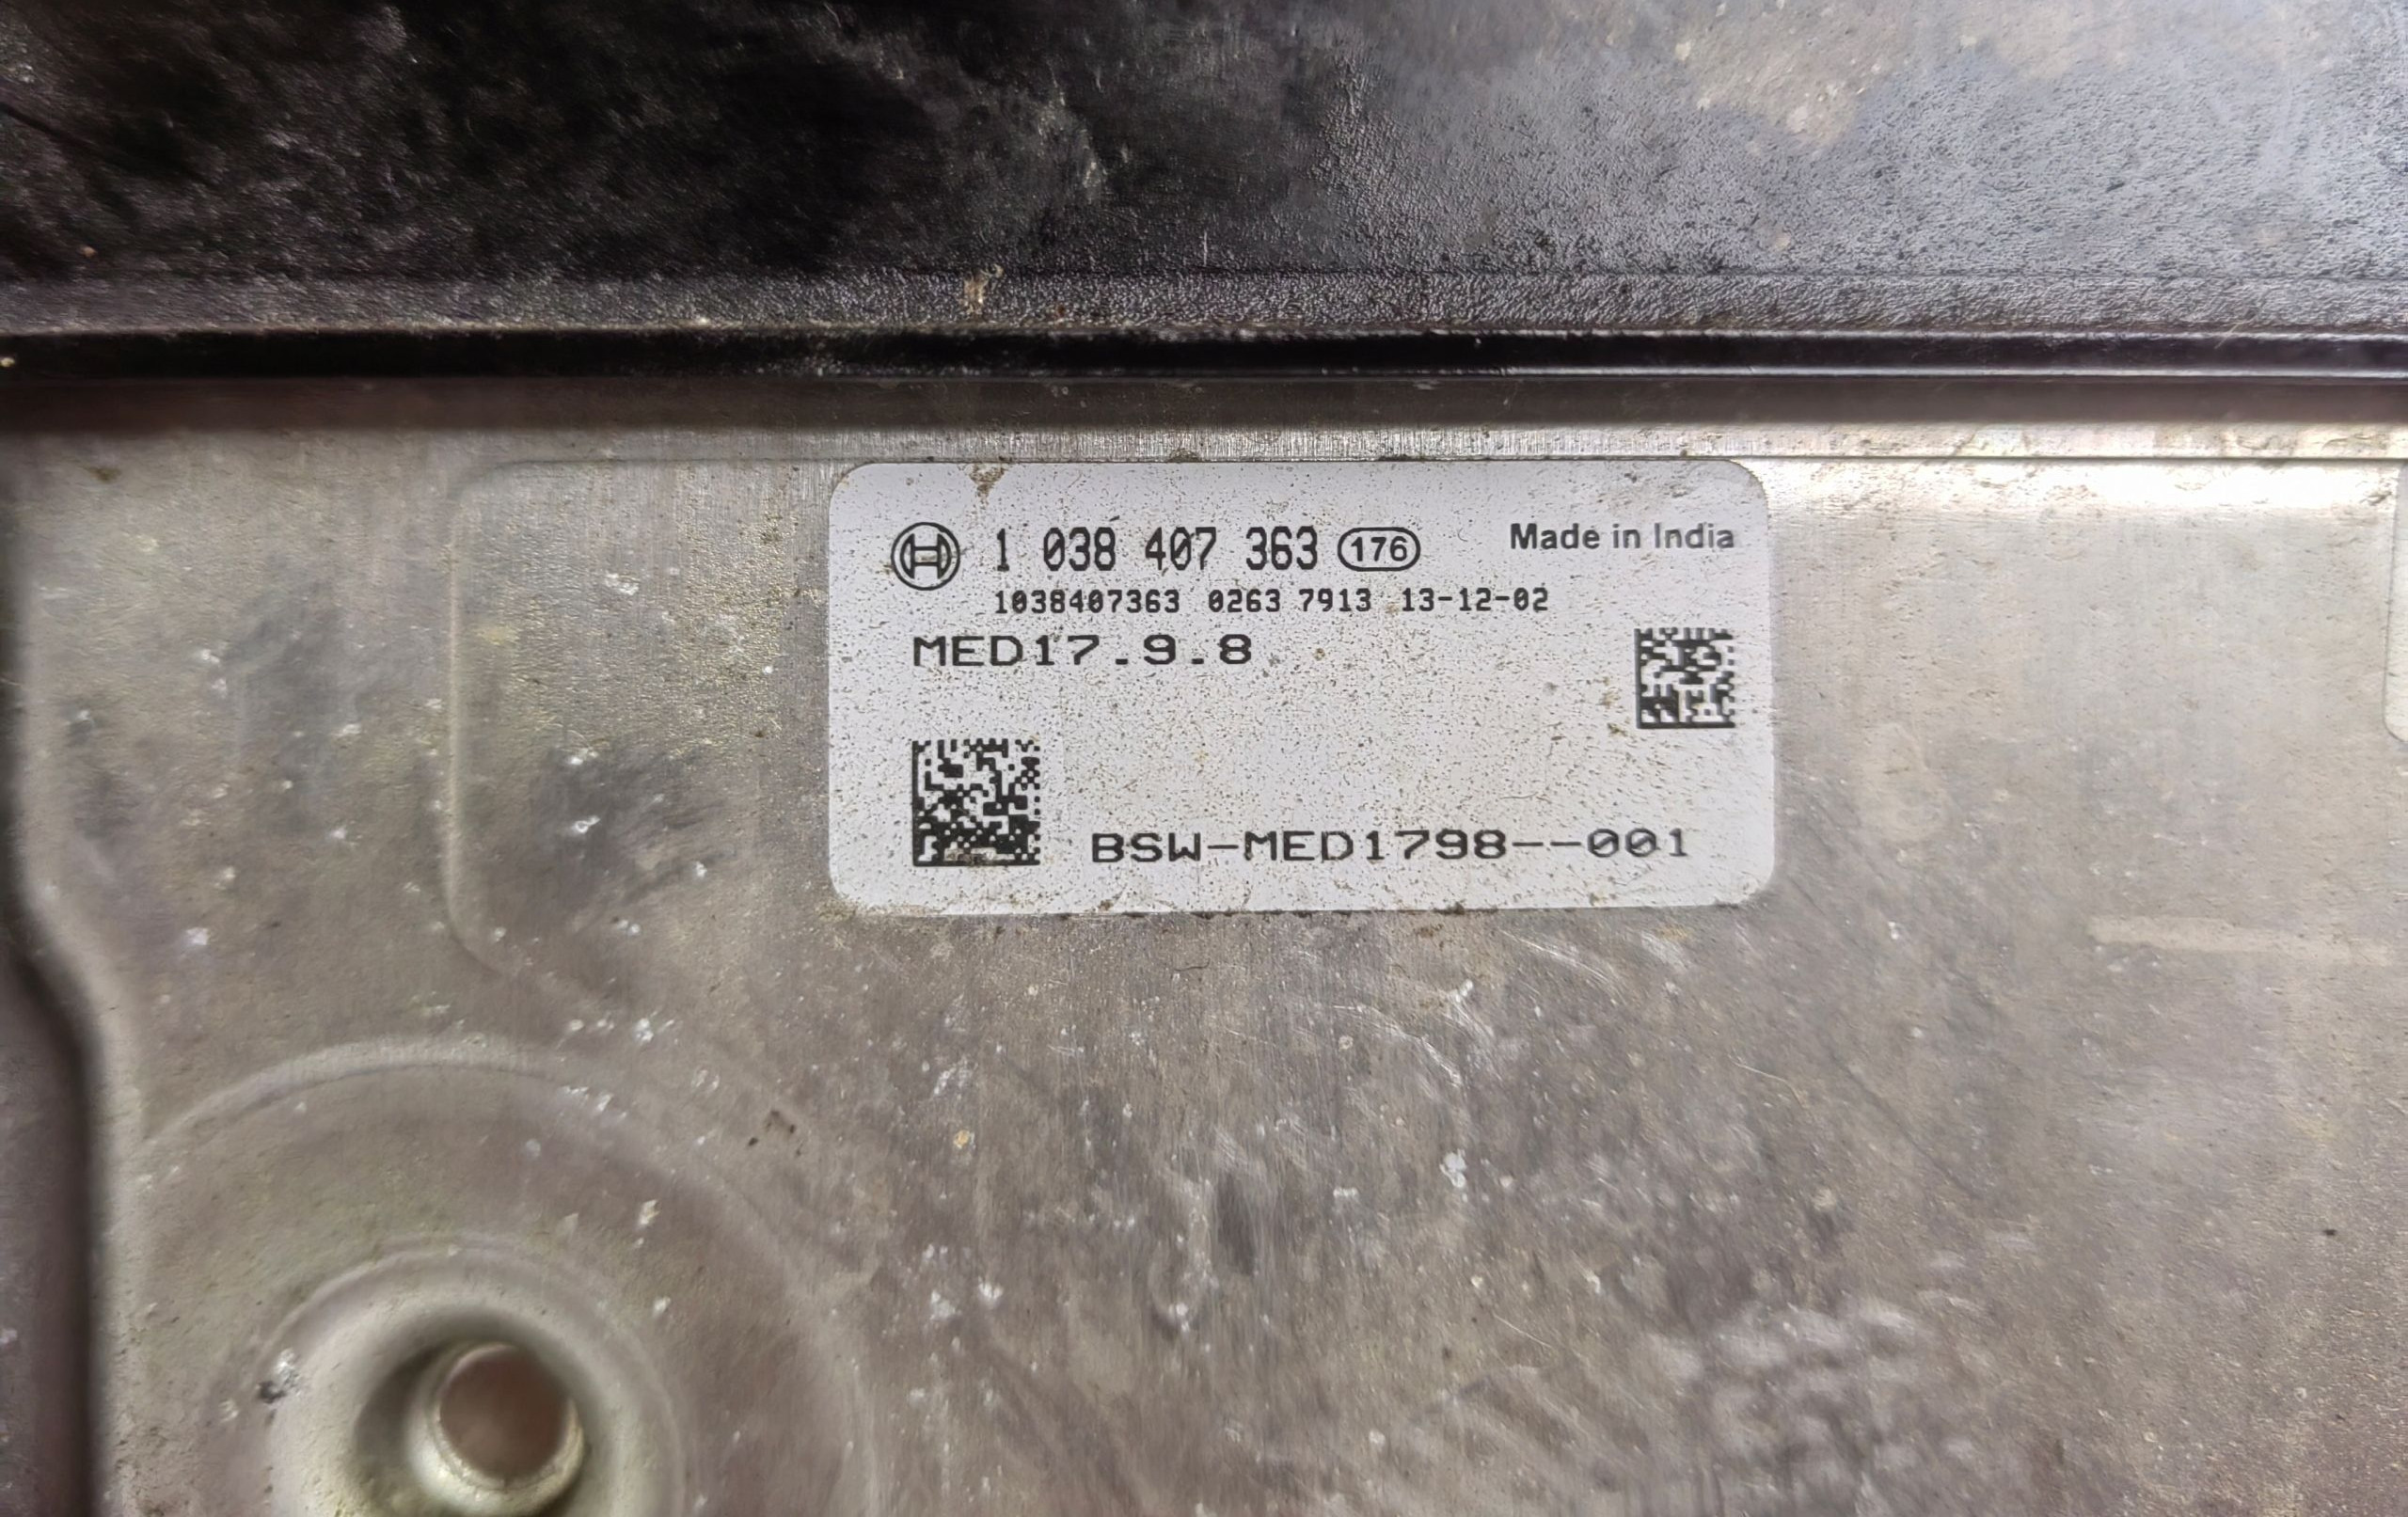 1 038 407 363 176 Made in India
1038407363 0263 7913 13-12-02
MED17.9.8
BSW-MED1798--001